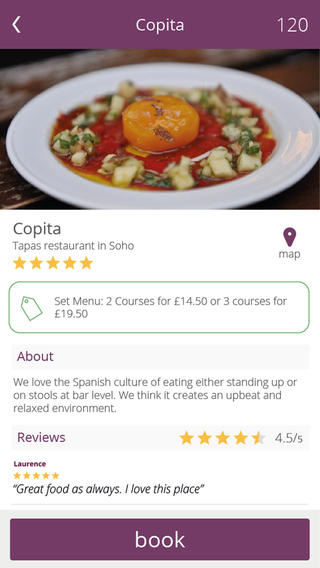 Copita 120
Copita
Tapas restaurant in Soho
map
Set Menu: 2 Courses for £14.50 or 3 courses for
£19.50
About
We love the Spanish culture of eating either standing up or
on stools at bar level. We think it creates an upbeat and
relaxed environment.
Reviews 4.5/5
Laurence
“Great food as always. I love this place”
book